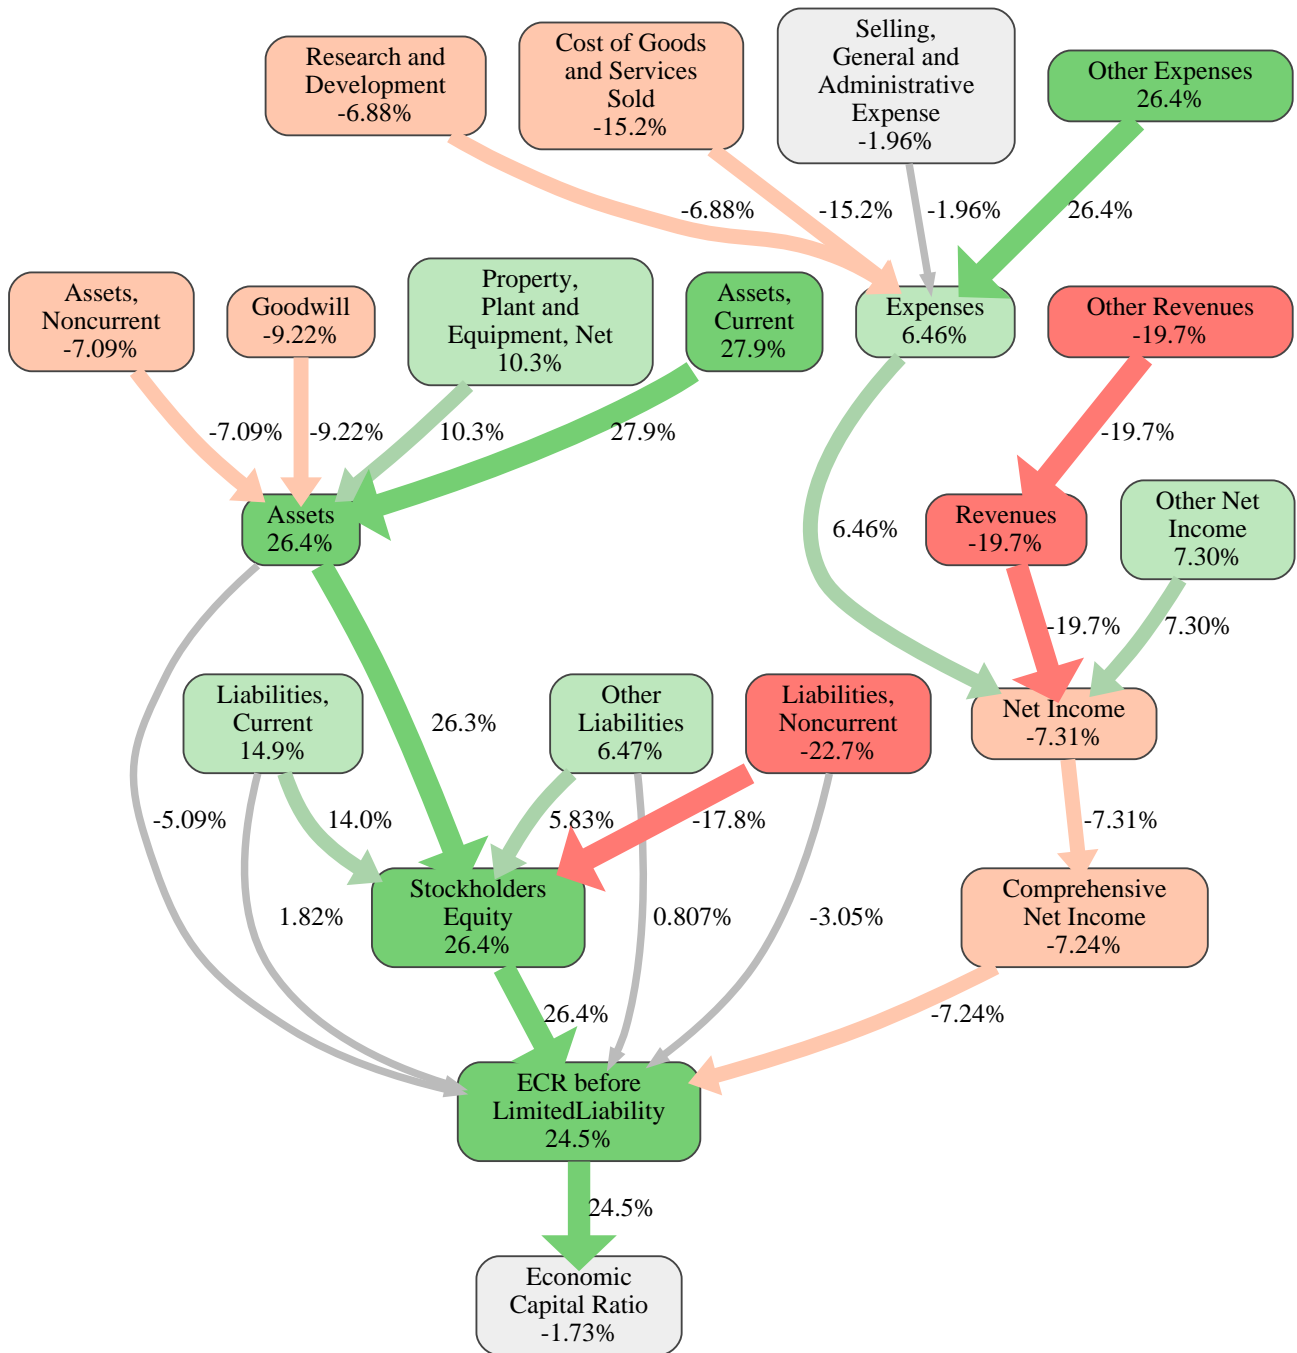 Research and
Development
-6.88%
Cost of Goods
and Services
Sold
-15.2%
Selling,
General and
Administrative
Expense
-1.96%
Other Expenses
26.4%
-6.88%
-15.2%
-1.96%
26.4%
Assets,
Noncurrent
-7.09%
Goodwill
-9.22%
Property,
Plant and
Equipment, Net
10.3%
Assets,
Current
27.9%
Expenses
6.46%
Other Revenues
-19.7%
-7.09%
-9.22%
10.3%
27.9%
-19.7%
Assets
26.4%
6.46%
Revenues
-19.7%
Other Net
Income
7.30%
-19.7%
7.30%
Liabilities,
Current
14.9%
26.3%
Other
Liabilities
6.47%
Liabilities,
Noncurrent
-22.7%
Net Income
-7.31%
-5.09%
14.0%
5.83%
-17.8%
-7.31%
Stockholders
Equity
26.4%
Comprehensive
Net Income
-7.24%
1.82%
0.807%
-3.05%
26.4%
-7.24%
ECR before
LimitedLiability
24.5%
24.5%
Economic
Capital Ratio
-1.73%